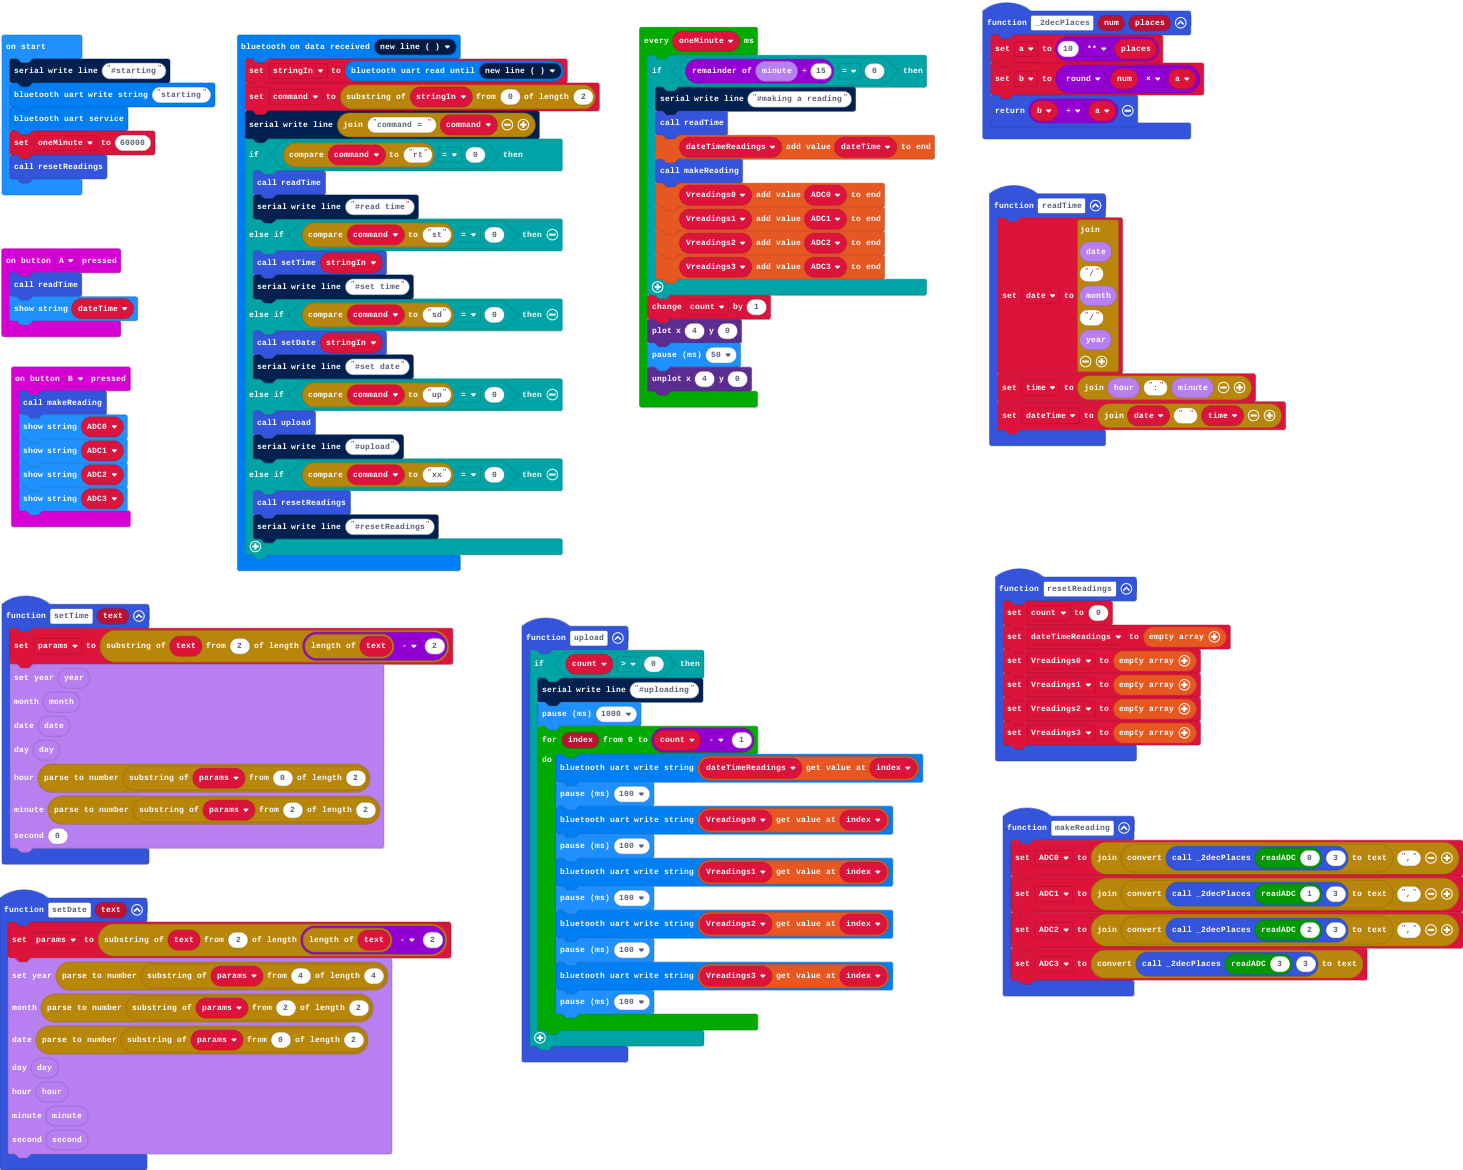 on start
serial write line "#starting"
bluetooth uart write string "starting"
bluetooth uart service
set oneMinute to 60000
call resetReadings
on button A pressed
call readTime
show string dateTime
on button B pressed
call makeReading
show string ADC0
show string ADC1
show string ADC2
show string ADC3
bluetooth on data received new line ( )
set stringIn to bluetooth uart read until new line ( )
set command to substring of stringIn from 0 of length 2
serial write line join "command = " command
if compare command to "rt" = 0 then
call readTime
serial write line "#read time"
else if compare command to "st" = 0 then
call setTime stringIn
serial write line "#set time"
else if compare command to "sd" = 0 then
call setDate stringIn
serial write line "#set date"
else if compare command to "up" = 0 then
call upload
serial write line "#upload"
else if compare command to "xx" = 0 then
call resetReadings
serial write line "#resetReadings"
every oneMinute ms
if remainder of minute ÷ 15 = 0 then
serial write line "#making a reading"
call readTime
dateTimeReadings add value dateTime to end
call makeReading
Vreadings0 add value ADC0 to end
Vreadings1 add value ADC1 to end
Vreadings2 add value ADC2 to end
Vreadings3 add value ADC3 to end
change count by 1
plot x 4 y 0
pause (ms) 50
unplot x 4 y 0
function _2decPlaces num places
set a to 10 ** places
set b to round num × a
return b ÷ a
function readTime
set date to join date "/" month "/" year
set time to join hour ":" minute
set dateTime to join date " " time
function setTime text
set params to substring of text from 2 of length length of text - 2
set year year
month month
date date
day day
hour parse to number substring of params from 0 of length 2
minute parse to number substring of params from 2 of length 2
second 0
function setDate text
set params to substring of text from 2 of length length of text - 2
set year parse to number substring of params from 4 of length 4
month parse to number substring of params from 2 of length 2
date parse to number substring of params from 0 of length 2
day day
hour hour
minute minute
second second
function upload
if count > 0 then
serial write line "#uploading"
pause (ms) 1000
for index from 0 to count - 1
do bluetooth uart write string dateTimeReadings get value at index
pause (ms) 100
bluetooth uart write string Vreadings0 get value at index
pause (ms) 100
bluetooth uart write string Vreadings1 get value at index
pause (ms) 100
bluetooth uart write string Vreadings2 get value at index
pause (ms) 100
bluetooth uart write string Vreadings3 get value at index
pause (ms) 100
function resetReadings
set count to 0
set dateTimeReadings to empty array
set Vreadings0 to empty array
set Vreadings1 to empty array
set Vreadings2 to empty array
set Vreadings3 to empty array
function makeReading
set ADC0 to join convert call _2decPlaces readADC 0 3 to text ","
set ADC1 to join convert call _2decPlaces readADC 1 3 to text ","
set ADC2 to join convert call _2decPlaces readADC 2 3 to text ","
set ADC3 to convert call _2decPlaces readADC 3 3 to text